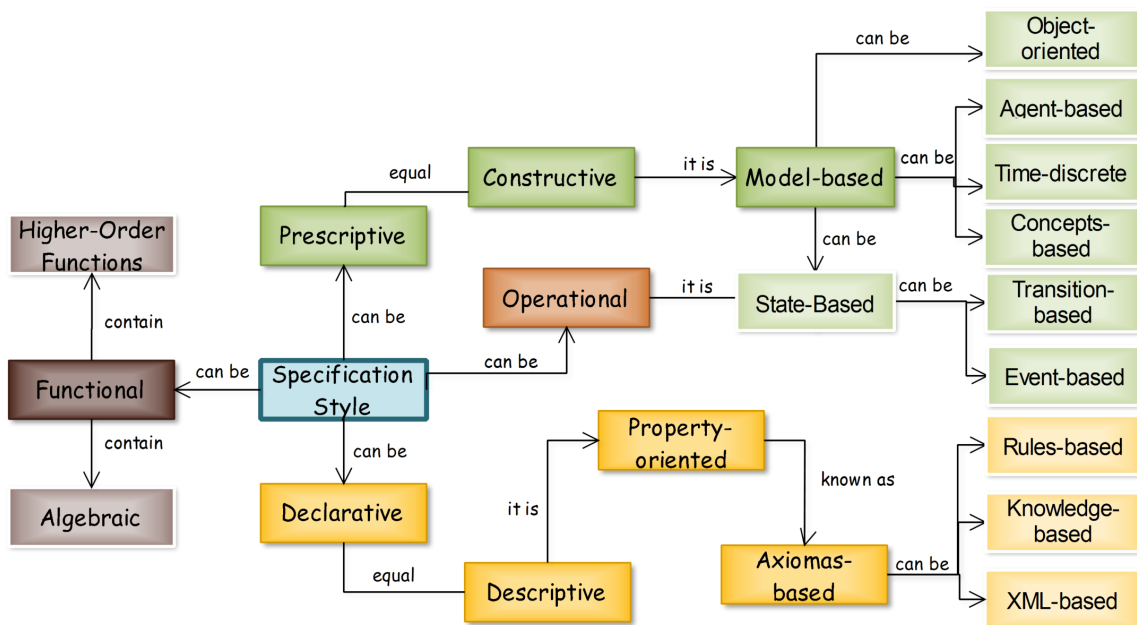 Object-
oriented
can be
Agent-based
can be
Time-discrete
Concepts-
based
equal
Constructive
it is
Model-based
Prescriptive
can be
Higher-Order
Functions
contain
can be
Operational
it is
State-Based
can be
Transition-
based
Event-based
Functional
can be
Specification
Style
can be
contain
can be
Algebraic
Declarative
equal
Descriptive
it is
Property-
oriented
known as
Axiomas-
based
can be
Rules-based
Knowledge-
based
XML-based